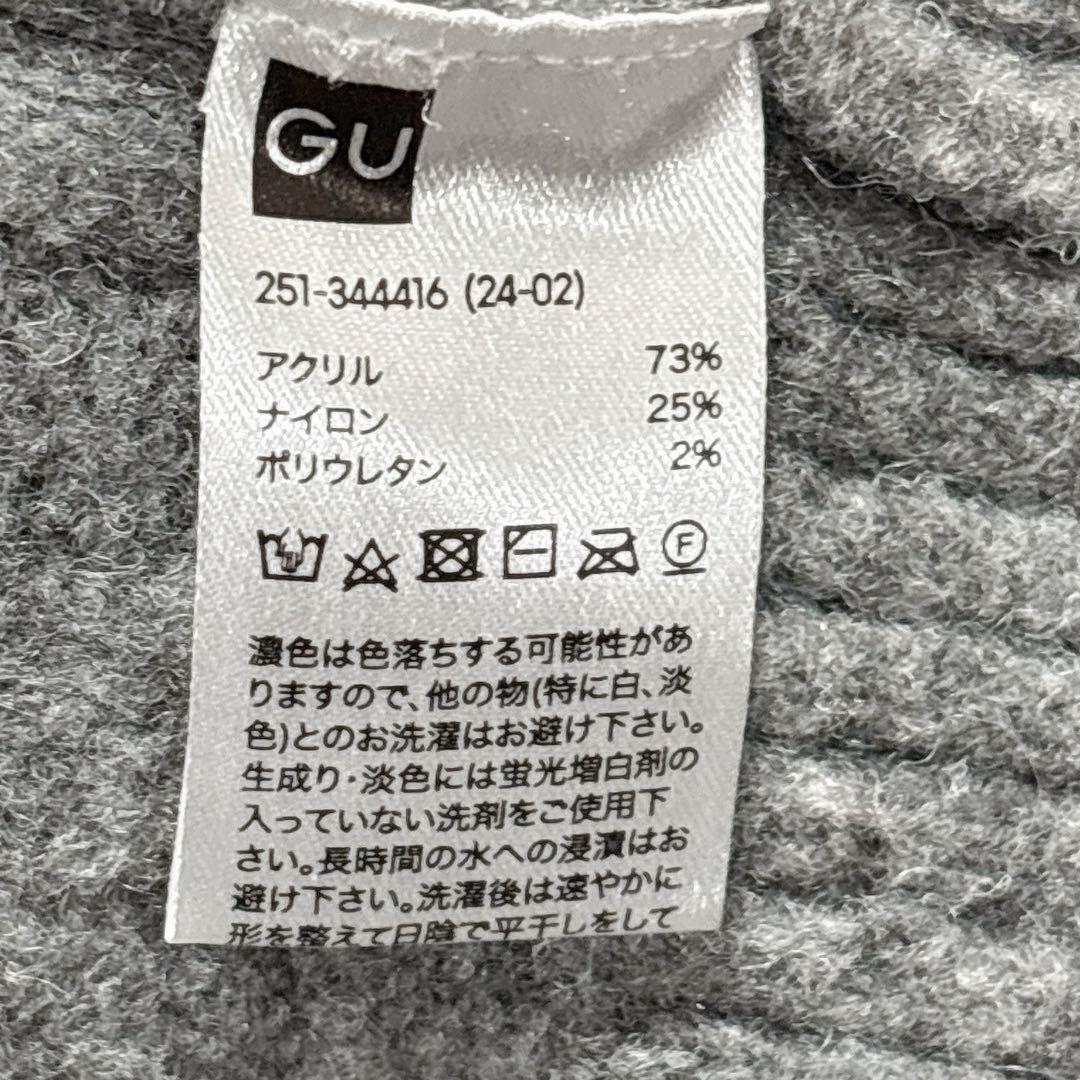 GU
251-344416 (24-02)
アクリル 73%
ナイロン 25%
ポリウレタン 2%
F
濃色は色落ちする可能性があ
りますので、他の物(特に白、淡
色)とのお洗濯はお避け下さい。
生成り・淡色には蛍光増白剤の
入っていない洗剤をご使用下
さい。長時間の水への浸漬はお
避け下さい。洗濯後は速やかに
形を整えて日陰で平干しをして